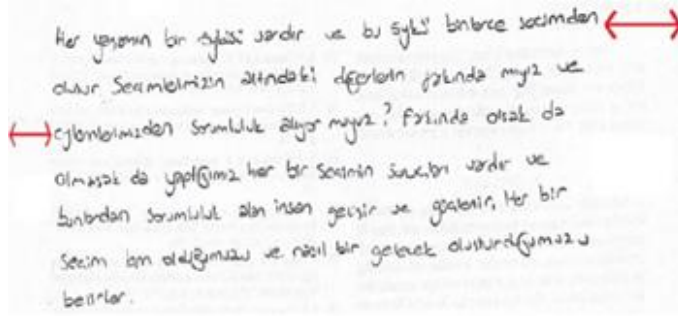 Her yaşamın bir öyküsü vardır ve bu öykü binlerce seçimden
oluşur. Seçimlerimizin altındaki değerlerin farkında mıyız ve
eylemlerimizden sorumluluk alıyor muyuz? Farkında olsak da
olmasak da yaptığımız her bir seçimin sonuçları vardır ve
bunlardan sorumluluk alan insan gelişir ve güçlenir. Her bir
Seçim kim olduğumuzu ve nasıl bir gelecek oluşturduğumuzu
belirler.